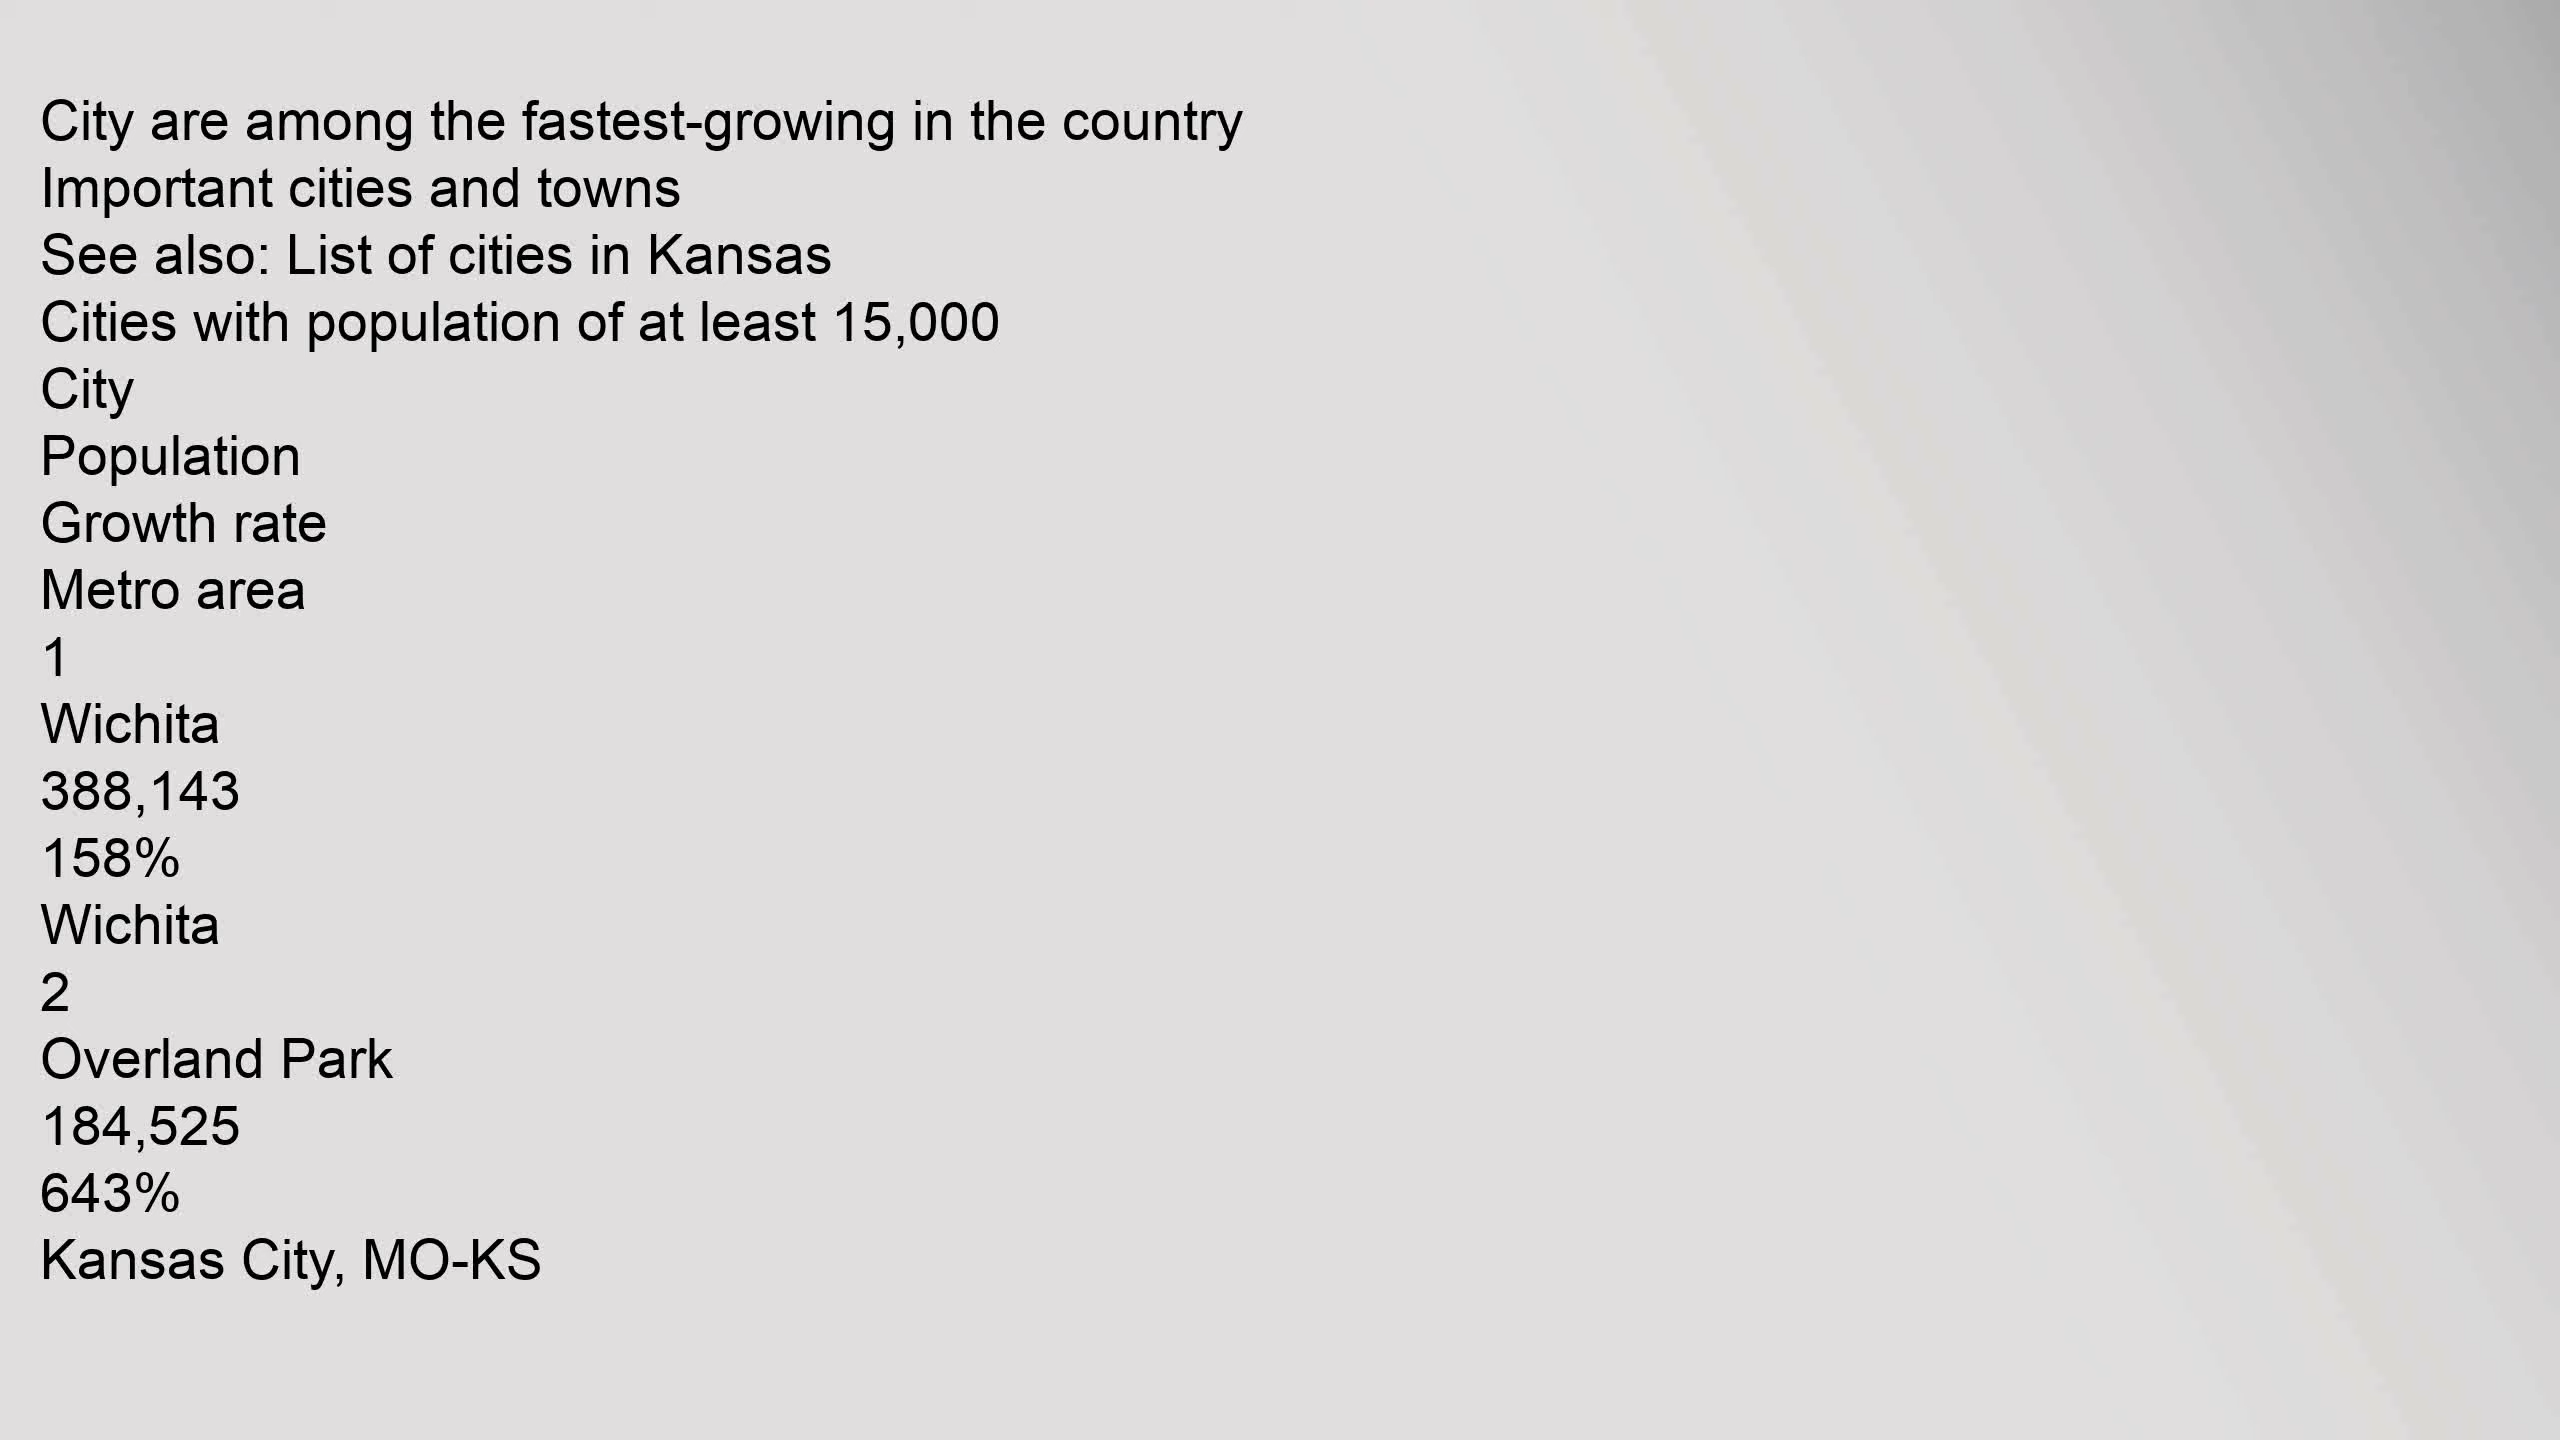 City are among the fastest-growing in the country
Important cities and towns
See also: List of cities in Kansas
Cities with population of at least 15,000
City
Population
Growth rate
Metro area
1
Wichita
388,143
158%
Wichita
2
Overland Park
184,525
643%
Kansas City, MO-KS